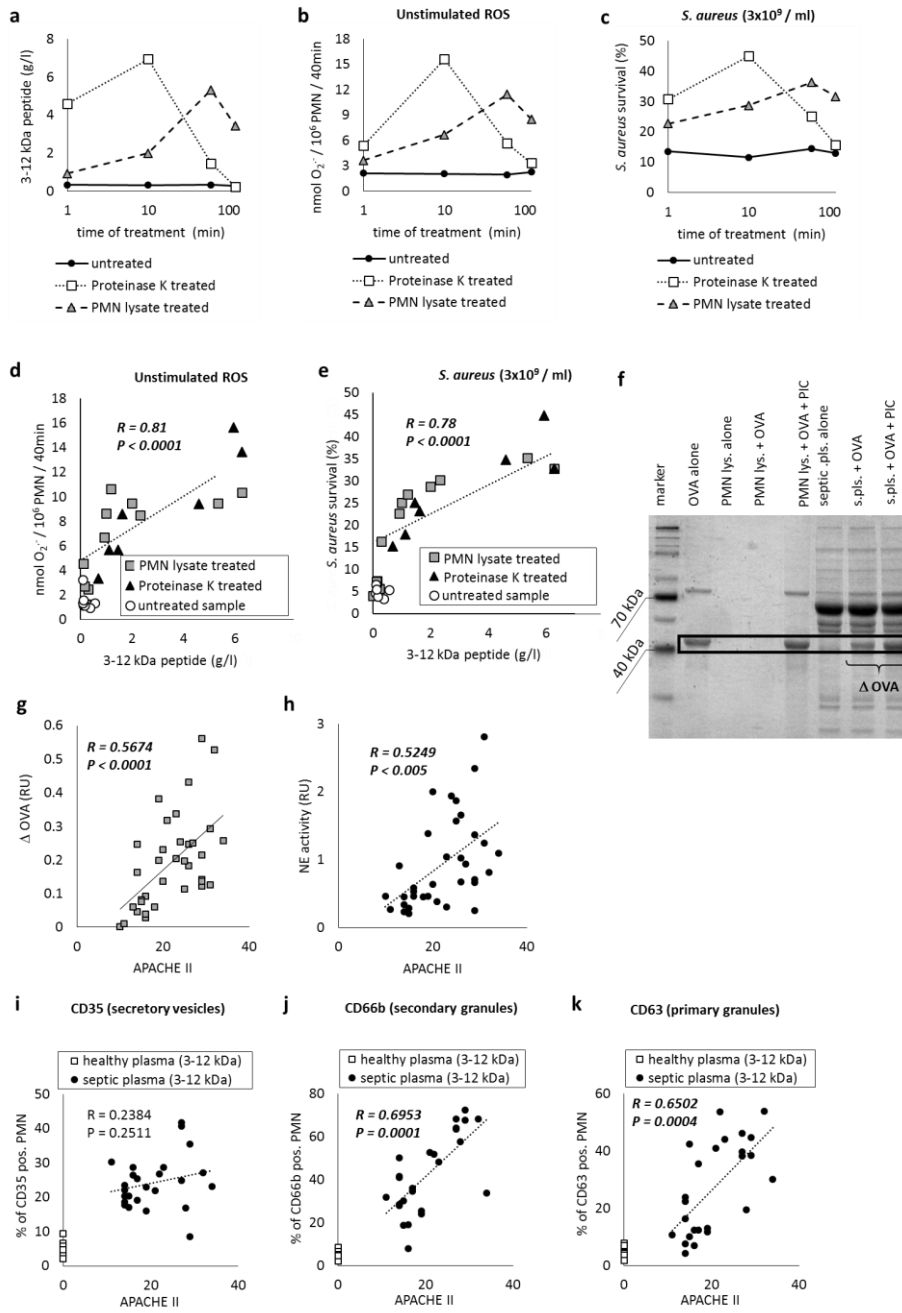 a
3-12 kDa peptide (g/l)
8
6
4
2
0
1 10 100
time of treatment (min)
untreated
Proteinase K treated
PMN lysate treated
b
Unstimulated ROS
nmol O₂·⁻ / 10⁶ PMN / 40min
18
15
12
9
6
3
0
1 10 100
time of treatment (min)
untreated
Proteinase K treated
PMN lysate treated
c
S. aureus (3x10⁹ / ml)
S. aureus survival (%)
50
40
30
20
10
0
1 10 100
time of treatment (min)
untreated
Proteinase K treated
PMN lysate treated
d
Unstimulated ROS
nmol O₂·⁻ / 10⁶ PMN / 40min
18
16
14
12
10
8
6
4
2
0
R = 0.81
P < 0.0001
PMN lysate treated
Proteinase K treated
untreated sample
0 2 4 6 8
3-12 kDa peptide (g/l)
e
S. aureus (3x10⁹ / ml)
S. aureus survival (%)
50
45
40
35
30
25
20
15
10
5
0
R = 0.78
P < 0.0001
PMN lysate treated
Proteinase K treated
untreated sample
0 2 4 6
3-12 kDa peptide (g/l)
f
marker
OVA alone
PMN lys. alone
PMN lys. + OVA
PMN lys. + OVA + PIC
septic .pls. alone
s.pls. + OVA
s.pls. + OVA + PIC
70 kDa
40 kDa
Δ OVA
g
Δ OVA (RU)
0.6
0.5
0.4
0.3
0.2
0.1
0
R = 0.5674
P < 0.0001
0 20 40
APACHE II
h
NE activity (RU)
3
2
1
0
R = 0.5249
P < 0.005
0 20 40
APACHE II
i
CD35 (secretory vesicles)
healthy plasma (3-12 kDa)
septic plasma (3-12 kDa)
% of CD35 pos. PMN
50
40
30
20
10
0
R = 0.2384
P = 0.2511
0 20 40
APACHE II
j
CD66b (secondary granules)
healthy plasma (3-12 kDa)
septic plasma (3-12 kDa)
% of CD66b pos. PMN
80
60
40
20
0
R = 0.6953
P = 0.0001
0 20 40
APACHE II
k
CD63 (primary granules)
healthy plasma (3-12 kDa)
septic plasma (3-12 kDa)
% of CD63 pos. PMN
80
60
40
20
0
R = 0.6502
P = 0.0004
0 20 40
APACHE II